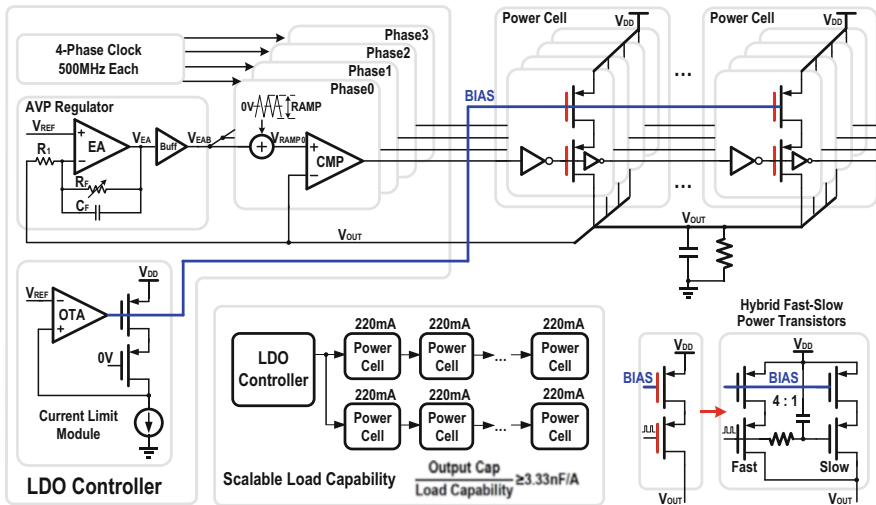 4-Phase Clock
500MHz Each
Phase3
Phase2
Phase1
Phase0
Power Cell
VDD
...
Power Cell
VDD
BIAS
AVP Regulator
VREF
+
EA
−
VEA
Buff
VEAB
R1
RF
CF
0V
RAMP
+
VRAMP0
+
CMP
−
VOUT
...
VOUT
VDD
VREF
−
OTA
+
0V
Current Limit
Module
LDO Controller
LDO
Controller
220mA
Power
Cell
220mA
Power
Cell
...
220mA
Power
Cell
220mA
Power
Cell
220mA
Power
Cell
...
220mA
Power
Cell
Scalable Load Capability
Output Cap
Load Capability
≥3.33nF/A
Hybrid Fast-Slow
Power Transistors
VDD
BIAS
VOUT
VDD
BIAS
4 : 1
Fast
Slow
VOUT